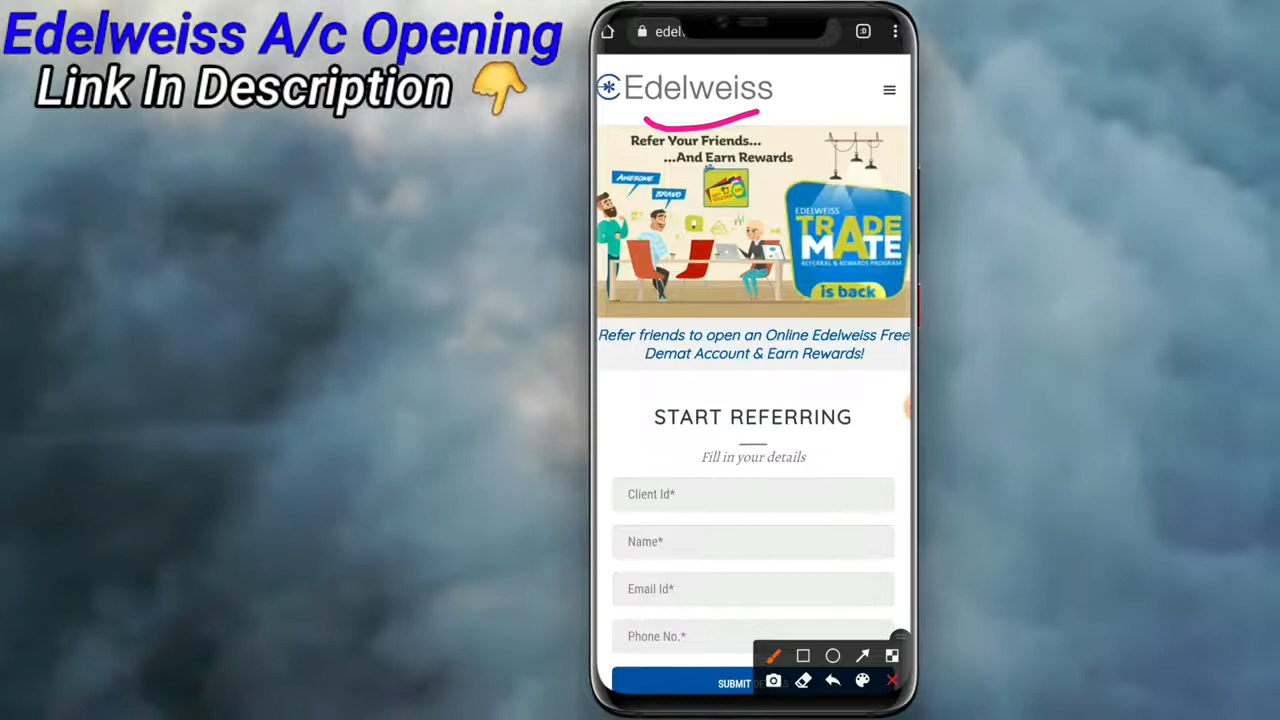 Edelweiss A/c Opening
Link In Description
edel
Edelweiss
Refer Your Friends...
...And Earn Rewards
AWESOME
BRAVO
EDELWEISS
TRADE
MATE
REFERRAL & REWARDS PROGRAM
is back
Refer friends to open an Online Edelweiss Free
Demat Account & Earn Rewards!
START REFERRING
Fill in your details
Client Id*
Name*
Email Id*
Phone No.*
SUBMIT